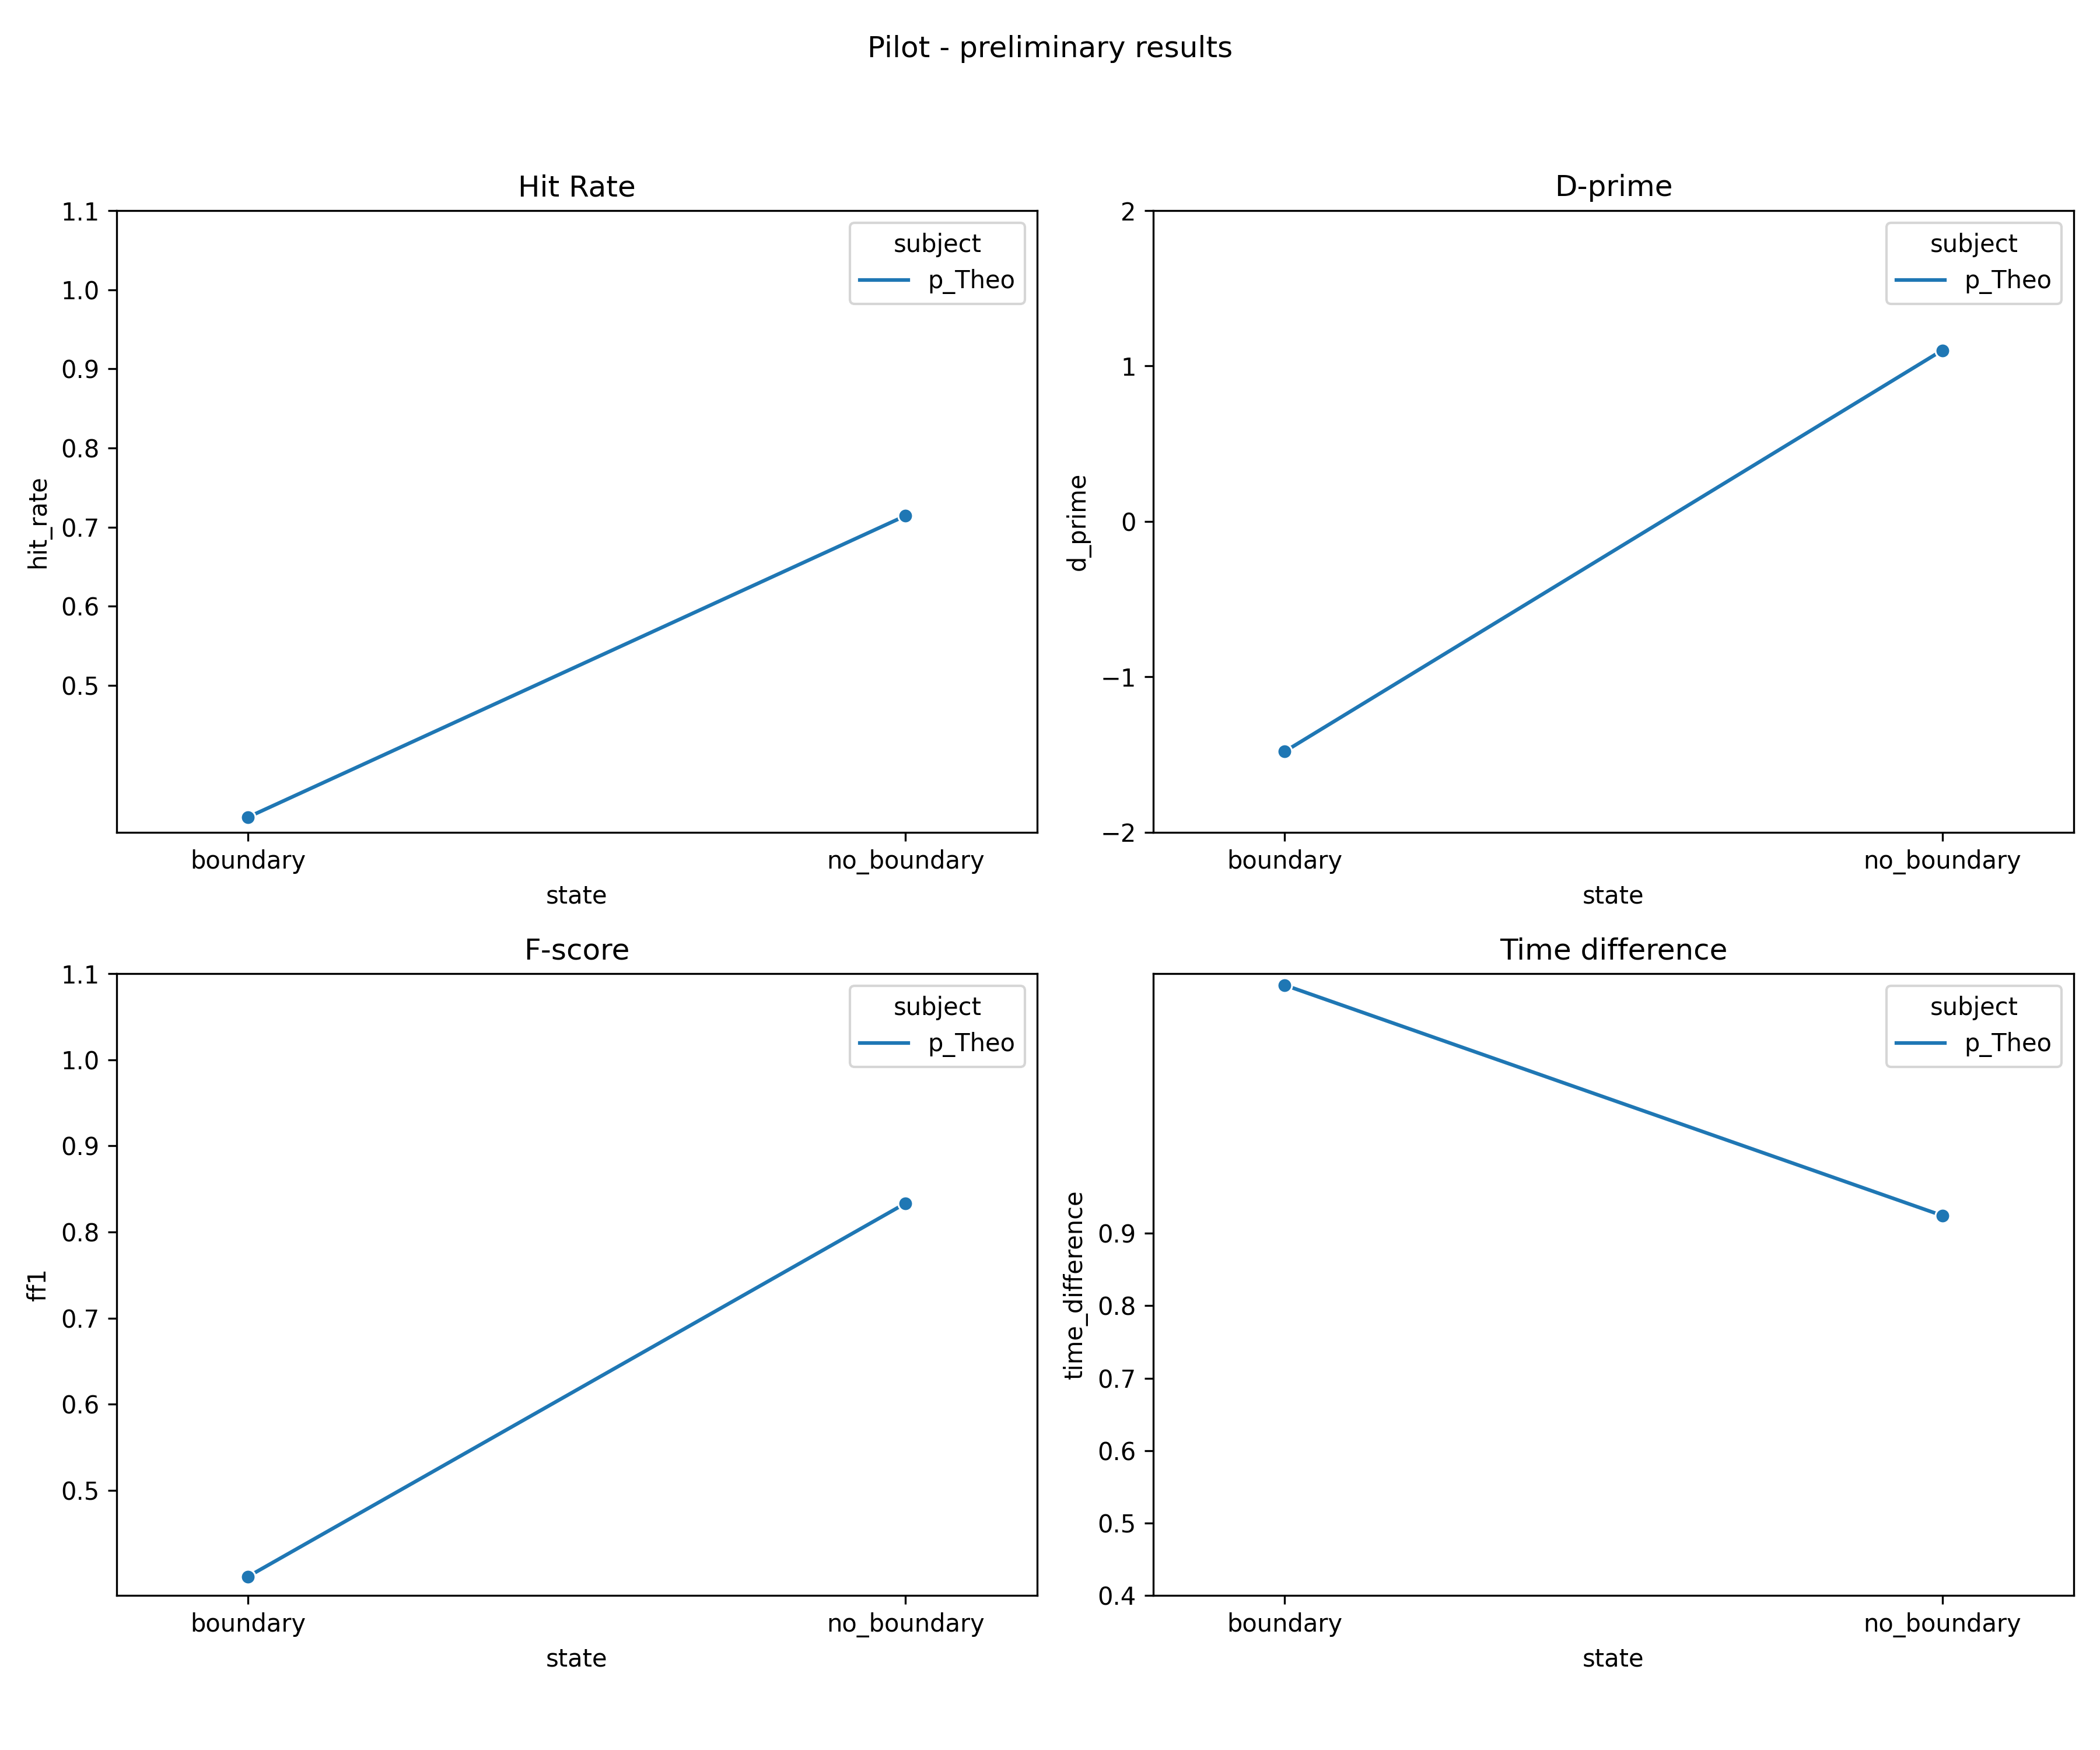 Pilot - preliminary results
Hit Rate
1.1
1.0
0.9
0.8
0.7
0.6
0.5
hit_rate
subject
p_Theo
boundary
no_boundary
state
D-prime
2
1
0
−1
−2
d_prime
subject
p_Theo
boundary
no_boundary
state
F-score
1.1
1.0
0.9
0.8
0.7
0.6
0.5
ff1
subject
p_Theo
boundary
no_boundary
state
Time difference
0.9
0.8
0.7
0.6
0.5
0.4
time_difference
subject
p_Theo
boundary
no_boundary
state